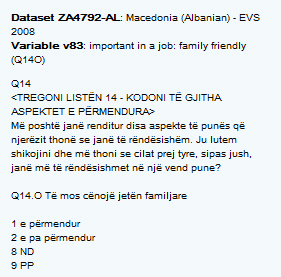 Dataset ZA4792-AL: Macedonia (Albanian) - EVS
2008
Variable v83: important in a job: family friendly
(Q14O)
Q14
<TREGONI LISTËN 14 - KODONI TË GJITHA
ASPEKTET E PËRMENDURA>
Më poshtë janë renditur disa aspekte të punës që
njerëzit thonë se janë të rëndësishëm. Ju lutem
shikojini dhe më thoni se cilat prej tyre, sipas jush,
janë më të rëndësishmet në një vend pune?
Q14.O Të mos cënojë jetën familjare
1 e përmendur
2 e pa përmendur
8 ND
9 PP